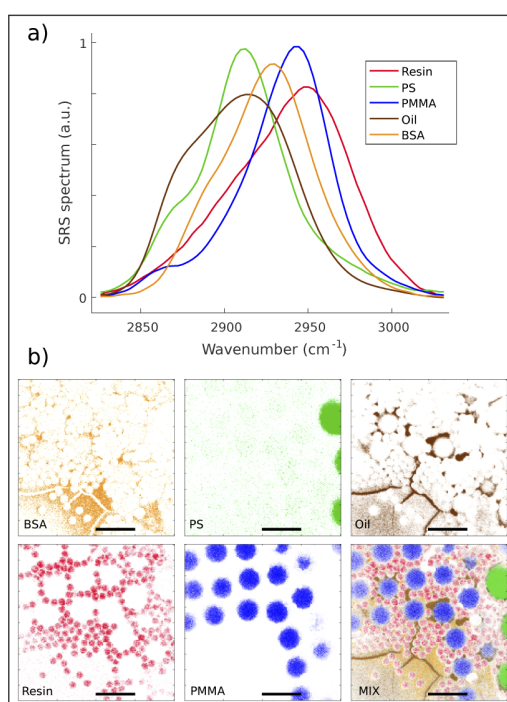 a)
1
SRS spectrum (a.u.)
0
Resin
PS
PMMA
Oil
BSA
2850 2900 2950 3000
Wavenumber (cm⁻¹)
b)
BSA PS Oil
Resin PMMA MIX